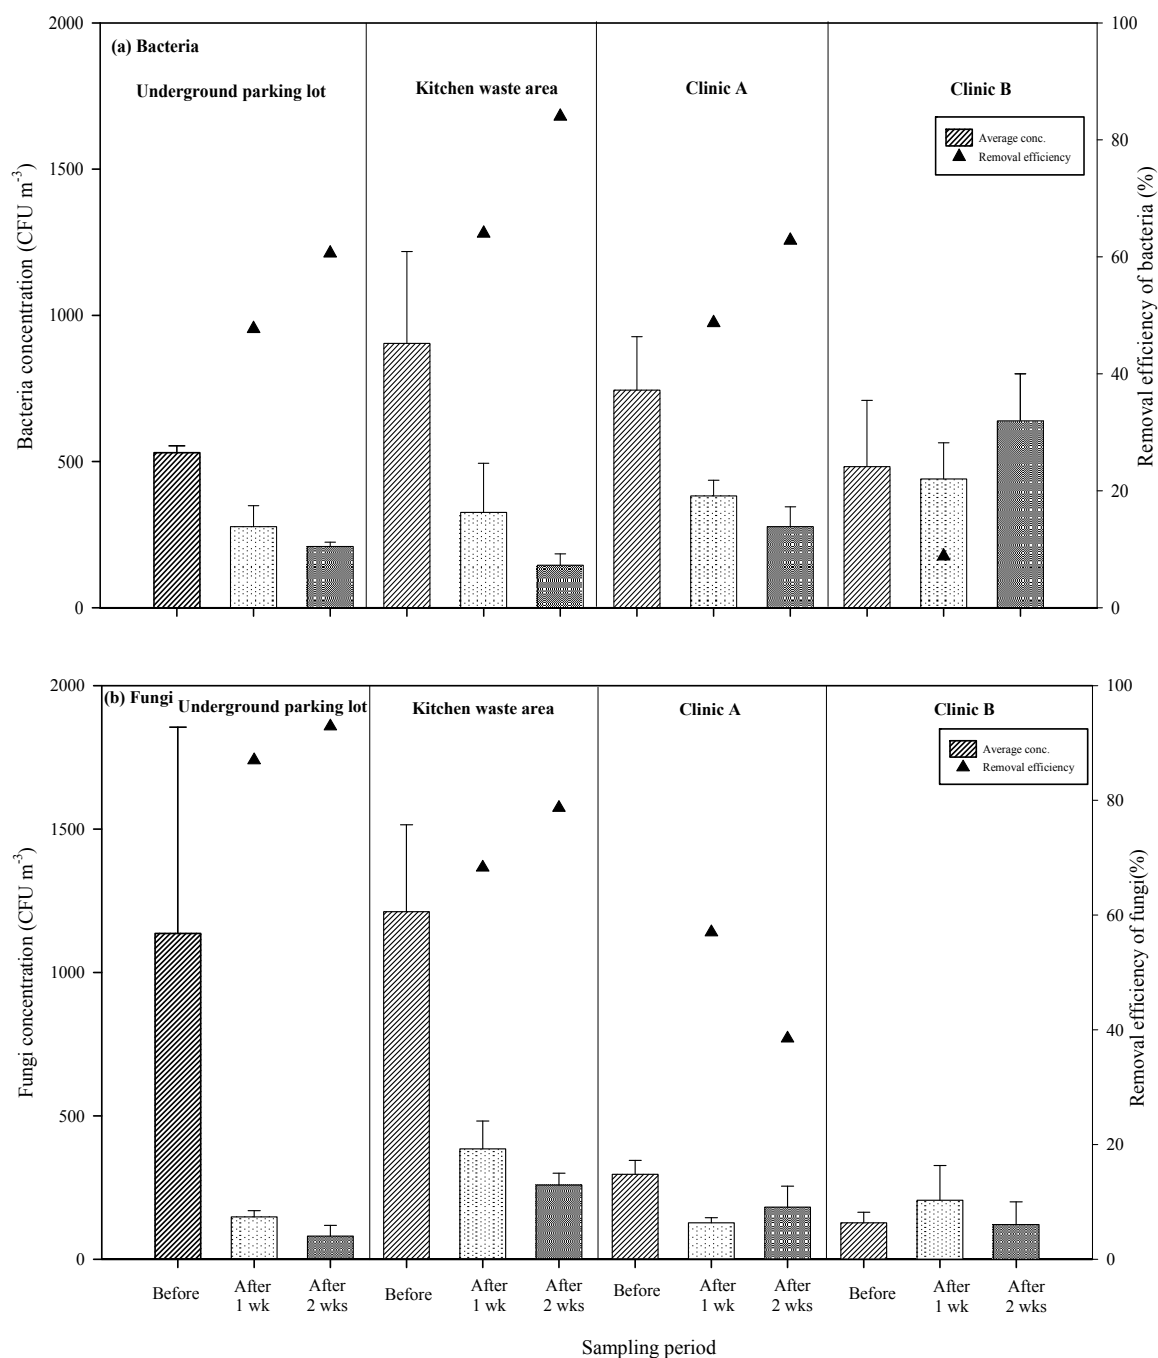 2000
1500
1000
500
0
Bacteria concentration (CFU m-3)
(a) Bacteria
Underground parking lot
Kitchen waste area
Clinic A
Clinic B
Average conc.
Removal efficiency
100
80
60
40
20
0
Removal efficiency of bacteria (%)
2000
1500
1000
500
0
Fungi concentration (CFU m-3)
(b) Fungi
Underground parking lot
Kitchen waste area
Clinic A
Clinic B
Average conc.
Removal efficiency
100
80
60
40
20
0
Removal efficiency of fungi(%)
Before
After
1 wk
After
2 wks
Before
After
1 wk
After
2 wks
Before
After
1 wk
After
2 wks
Before
After
1 wk
After
2 wks
Sampling period